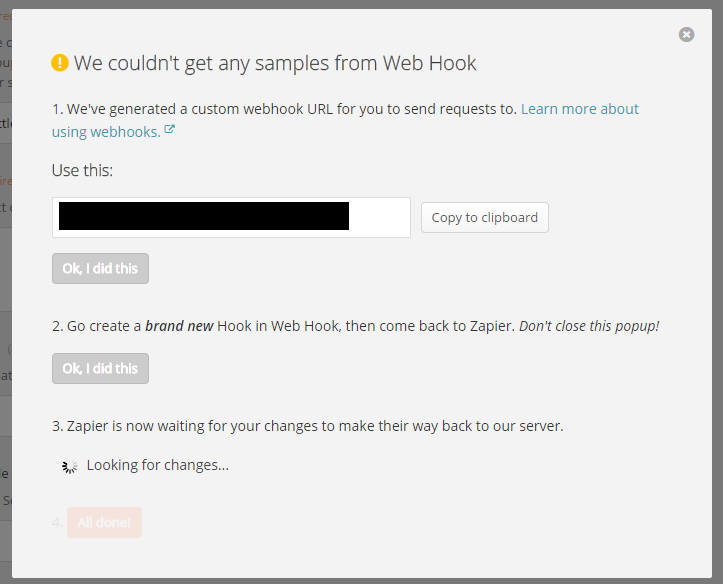 We couldn't get any samples from Web Hook
1. We've generated a custom webhook URL for you to send requests to. Learn more about
using webhooks.
Use this:
Copy to clipboard
Ok, I did this
2. Go create a brand new Hook in Web Hook, then come back to Zapier. Don't close this popup!
Ok, I did this
3. Zapier is now waiting for your changes to make their way back to our server.
Looking for changes...
4. All done!